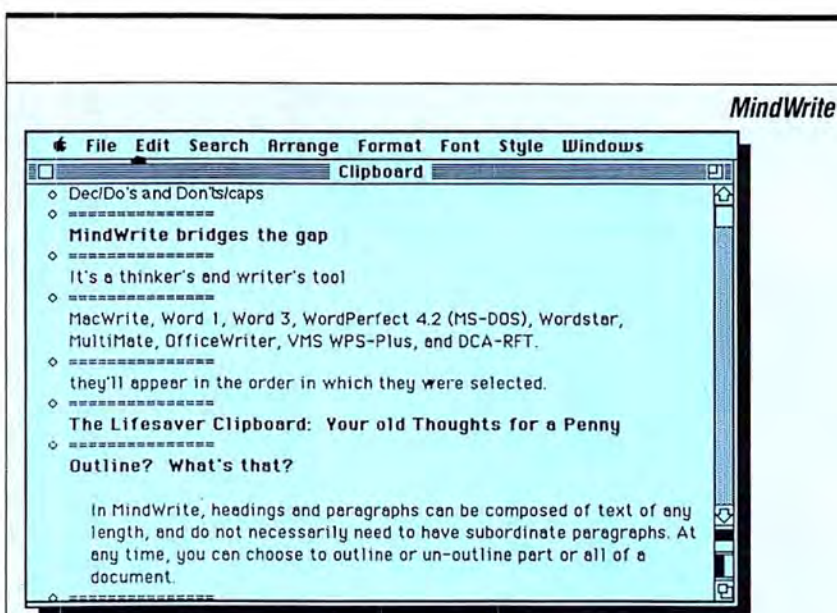 MindWrite
File Edit Search Arrange Format Font Style Windows
Clipboard
◇ Dec/Do's and Don'ts/caps
◇ ===============
MindWrite bridges the gap
◇ ===============
It's a thinker's and writer's tool
◇ ===============
MacWrite, Word 1, Word 3, WordPerfect 4.2 (MS-DOS), Wordstar,
MultiMate, OfficeWriter, VMS WPS-Plus, and DCA-RFT.
◇ ===============
they'll appear in the order in which they were selected.
◇ ===============
The Lifesaver Clipboard: Your old Thoughts for a Penny
◇ ===============
Outline? What's that?
In MindWrite, headings and paragraphs can be composed of text of any
length, and do not necessarily need to have subordinate paragraphs. At
any time, you can choose to outline or un-outline part or all of a
document.
◇ ===============